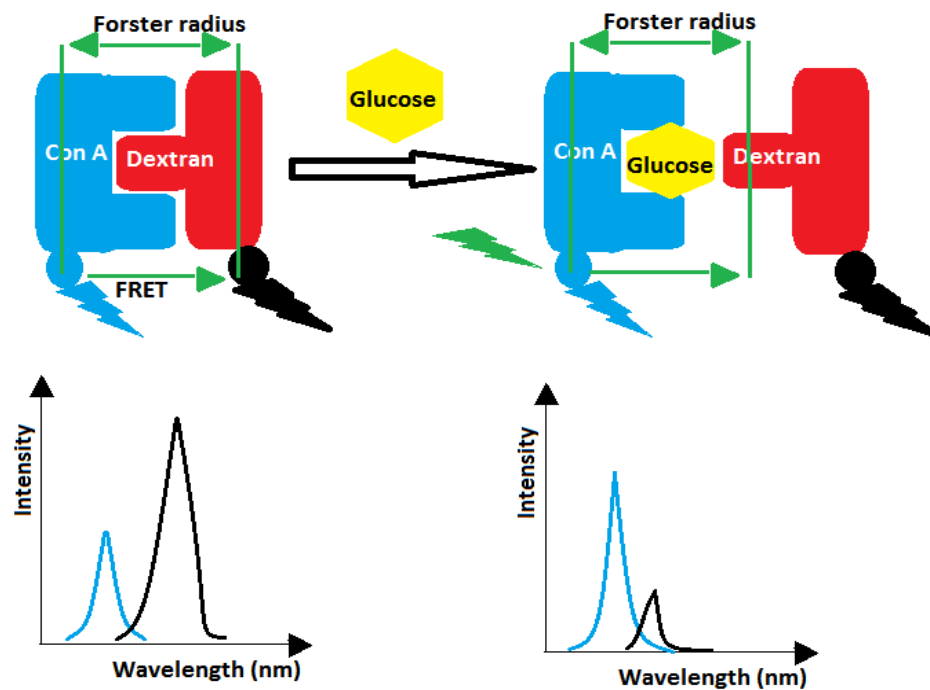 Forster radius
Con A
Dextran
FRET
Glucose
Forster radius
Con A
Glucose
Dextran
Intensity
Wavelength (nm)
Intensity
Wavelength (nm)